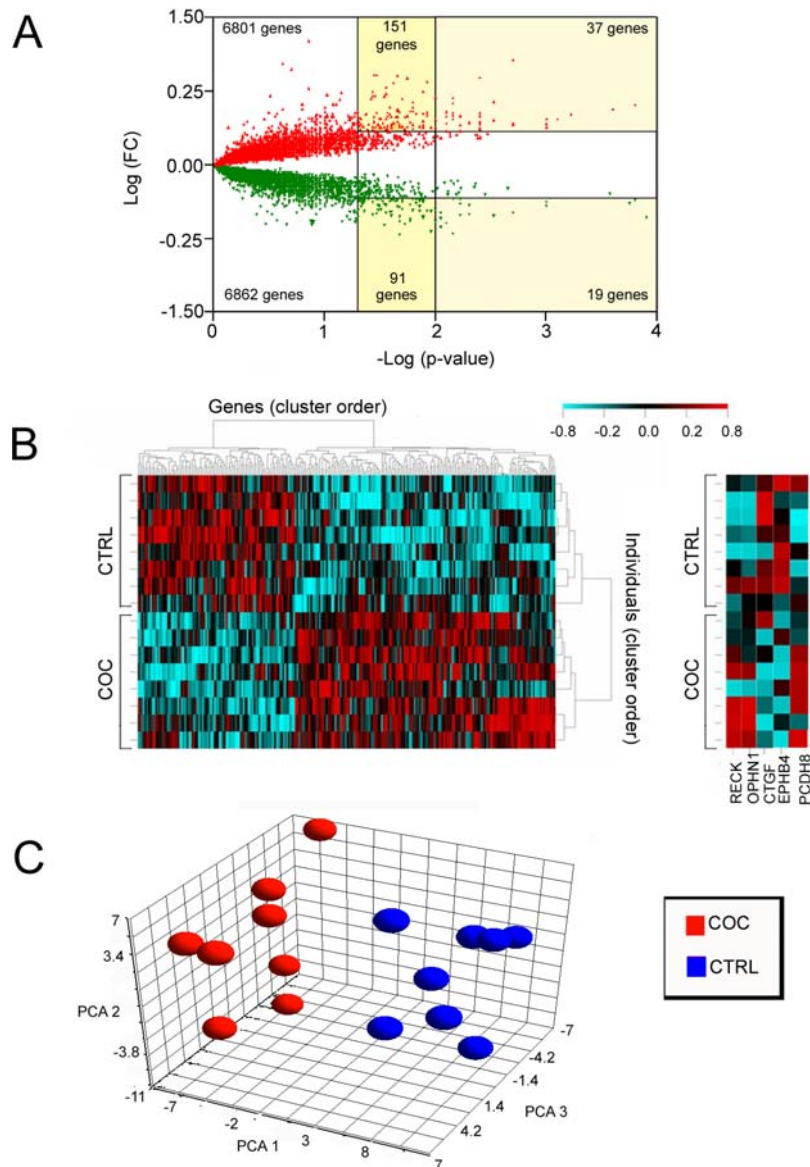 A
1.50
0.25
0.00
-0.25
-1.50
Log (FC)
6801 genes
151
genes
37 genes
6862 genes
91
genes
19 genes
0
1
2
3
4
-Log (p-value)
B
Genes (cluster order)
-0.8
-0.2
0.0
0.2
0.8
CTRL
COC
Individuals (cluster order)
CTRL
COC
RECK
OPHN1
CTGF
EPHB4
PCDH8
C
7
3.4
PCA 2
-3.8
-11
-7
-2
3
8
PCA 1
7
4.2
1.4
-1.4
-4.2
-7
PCA 3
COC
CTRL